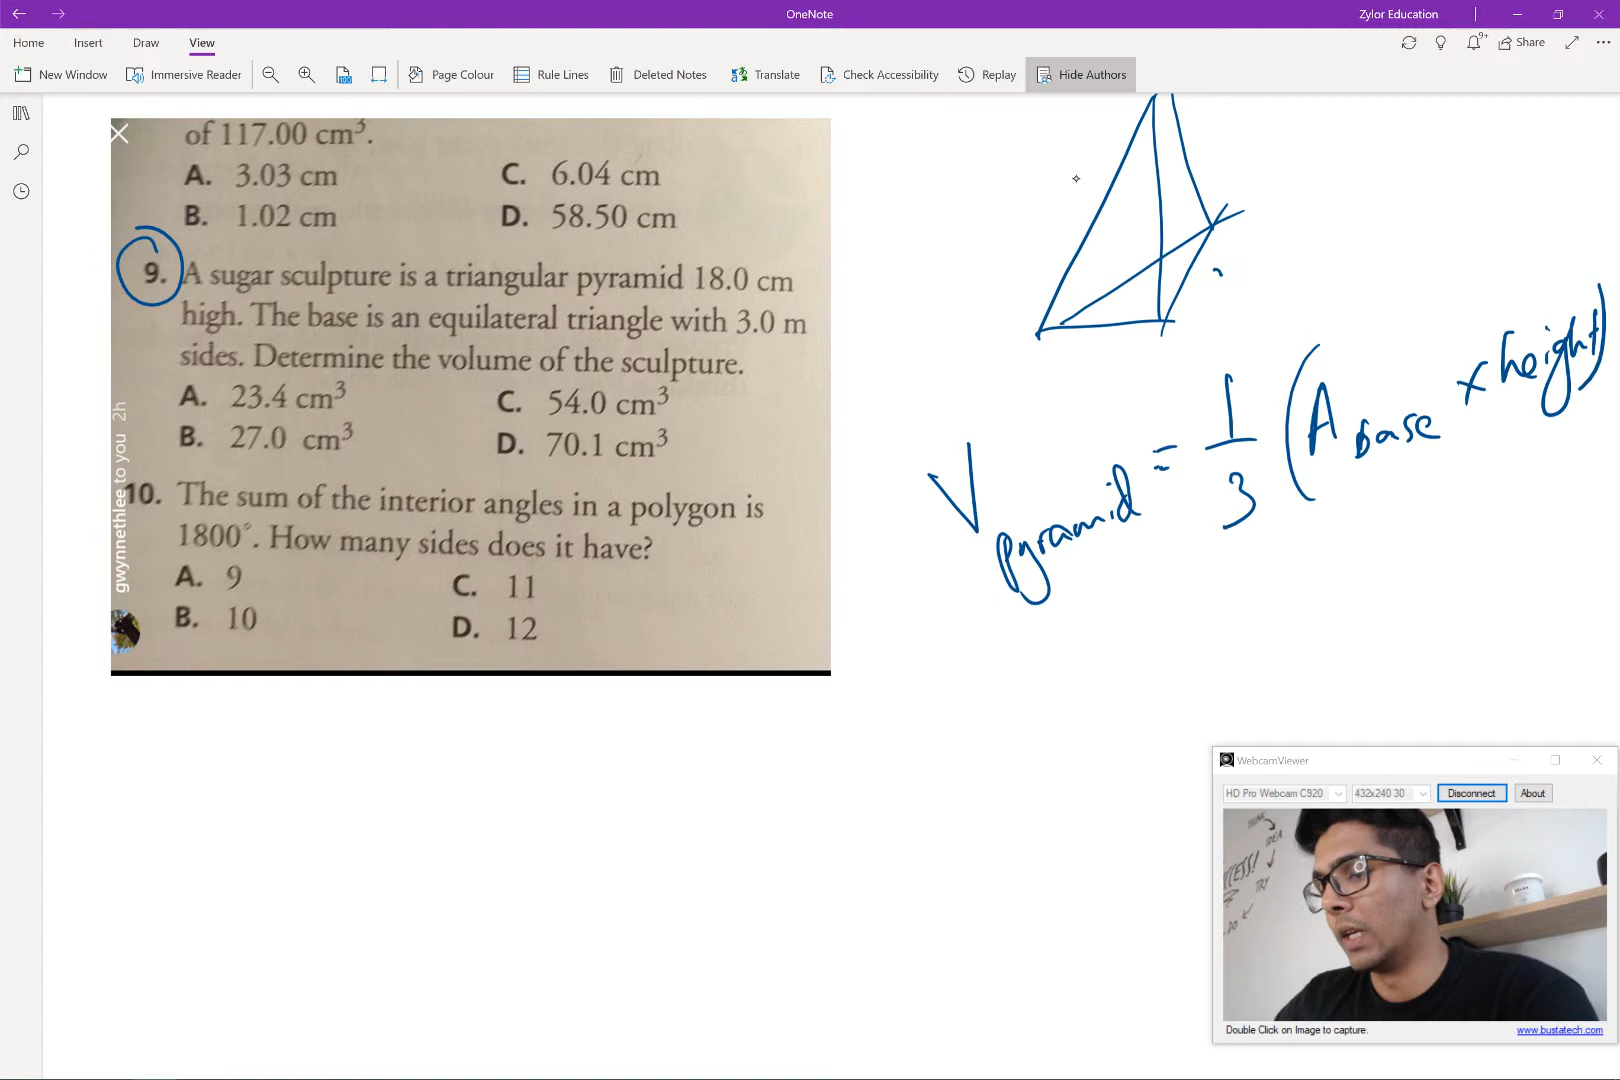 OneNote
Zylor Education
Home Insert Draw View
9+ Share
New Window Immersive Reader 100 Page Colour Rule Lines Deleted Notes Translate Check Accessibility Replay Hide Authors
of 117.00 cm³.
A. 3.03 cm C. 6.04 cm
B. 1.02 cm D. 58.50 cm
9. A sugar sculpture is a triangular pyramid 18.0 cm
high. The base is an equilateral triangle with 3.0 m
sides. Determine the volume of the sculpture.
A. 23.4 cm³ C. 54.0 cm³
B. 27.0 cm³ D. 70.1 cm³
10. The sum of the interior angles in a polygon is
1800°. How many sides does it have?
A. 9 C. 11
B. 10 D. 12
gwynnethlee to you 2h
V pyramid = 1/3 (A base × height)
WebcamViewer
HD Pro Webcam C920 432x240 30 Disconnect About
THINK
IDEA
TRY
DO
Double Click on Image to capture. www.bustatech.com